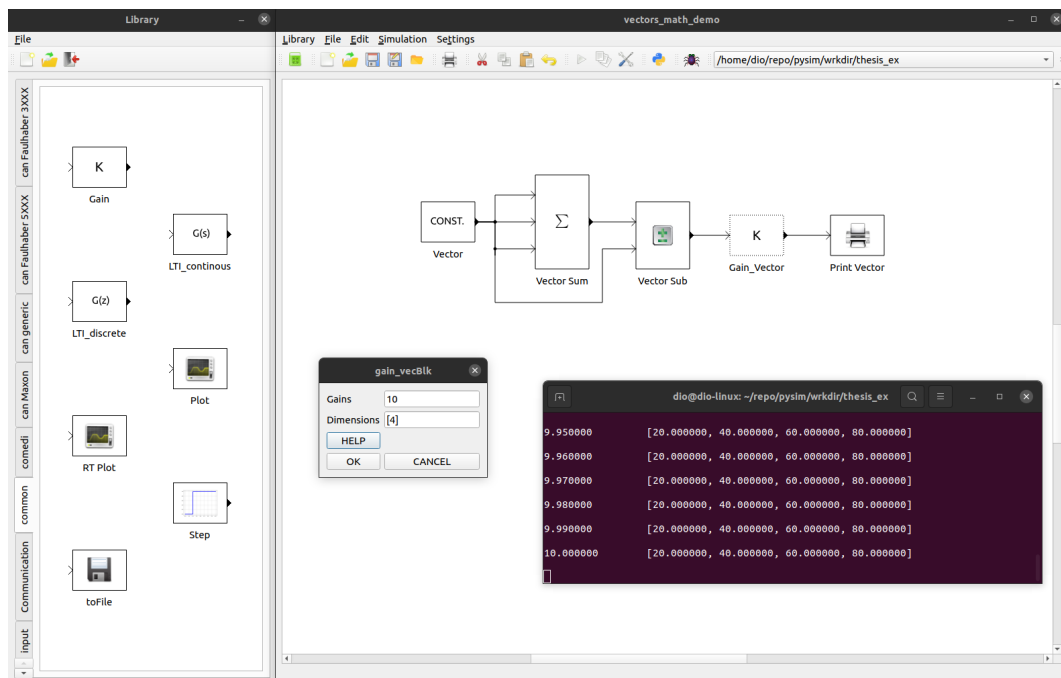 Library
File
can Faulhaber 3XXX
can Faulhaber 5XXX
can generic
can Maxon
comedi
common
Communication
input
K
Gain
G(s)
LTI_continous
G(z)
LTI_discrete
Plot
RT Plot
Step
toFile
vectors_math_demo
Library File Edit Simulation Settings
/home/dio/repo/pysim/wrkdir/thesis_ex
CONST.
Vector
Σ
Vector Sum
Vector Sub
K
Gain_Vector
Print Vector
gain_vecBlk
Gains 10
Dimensions [4]
HELP
OK CANCEL
dio@dio-linux: ~/repo/pysim/wrkdir/thesis_ex
9.950000 [20.000000, 40.000000, 60.000000, 80.000000]
9.960000 [20.000000, 40.000000, 60.000000, 80.000000]
9.970000 [20.000000, 40.000000, 60.000000, 80.000000]
9.980000 [20.000000, 40.000000, 60.000000, 80.000000]
9.990000 [20.000000, 40.000000, 60.000000, 80.000000]
10.000000 [20.000000, 40.000000, 60.000000, 80.000000]